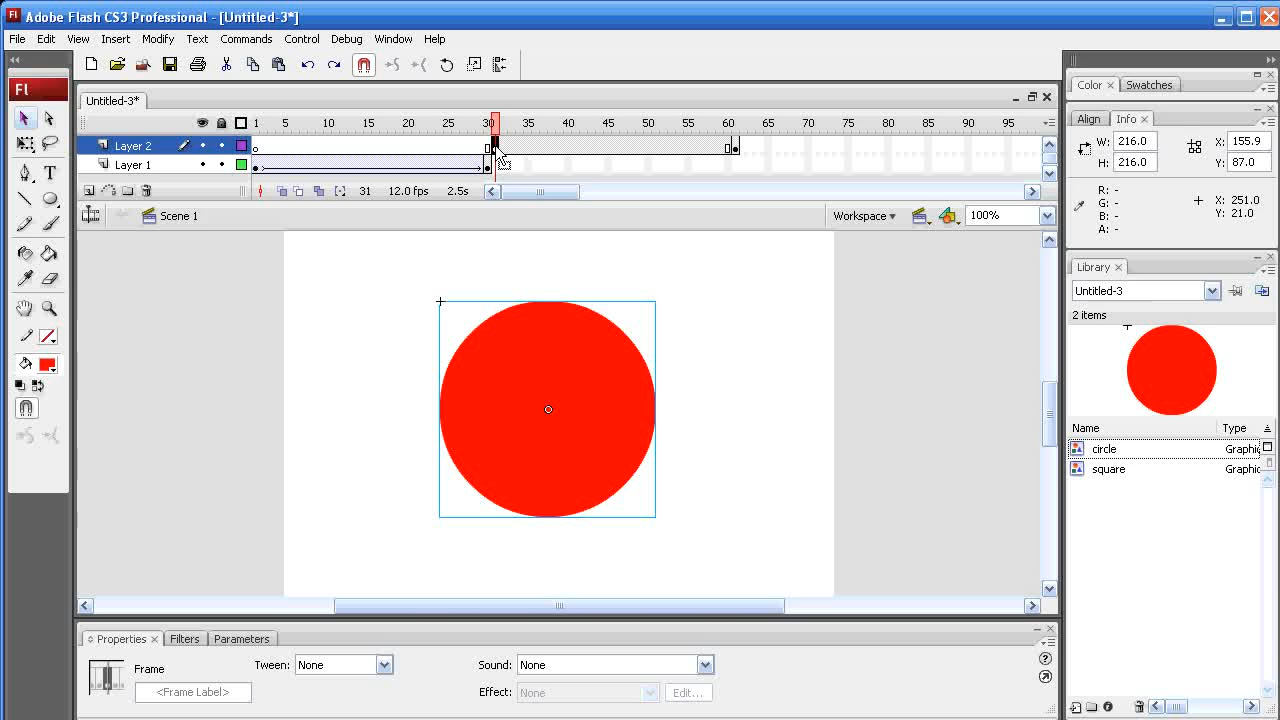 Adobe Flash CS3 Professional - [Untitled-3*]
File Edit View Insert Modify Text Commands Control Debug Window Help
Fl
Untitled-3*
1 5 10 15 20 25 30 35 40 45 50 55 60 65 70 75 80 85 90 95
Layer 2
Layer 1
31 12.0 fps 2.5s
Scene 1
Workspace
100%
Color
Swatches
Align
Info
W: 216.0 X: 155.9
H: 216.0 Y: 87.0
R: -
G: -
B: -
A: -
X: 251.0
Y: 21.0
Library
Untitled-3
2 items
Name Type
circle Graphic
square Graphic
Properties
Filters
Parameters
Frame
Tween: None
Sound: None
<Frame Label>
Effect: None Edit...